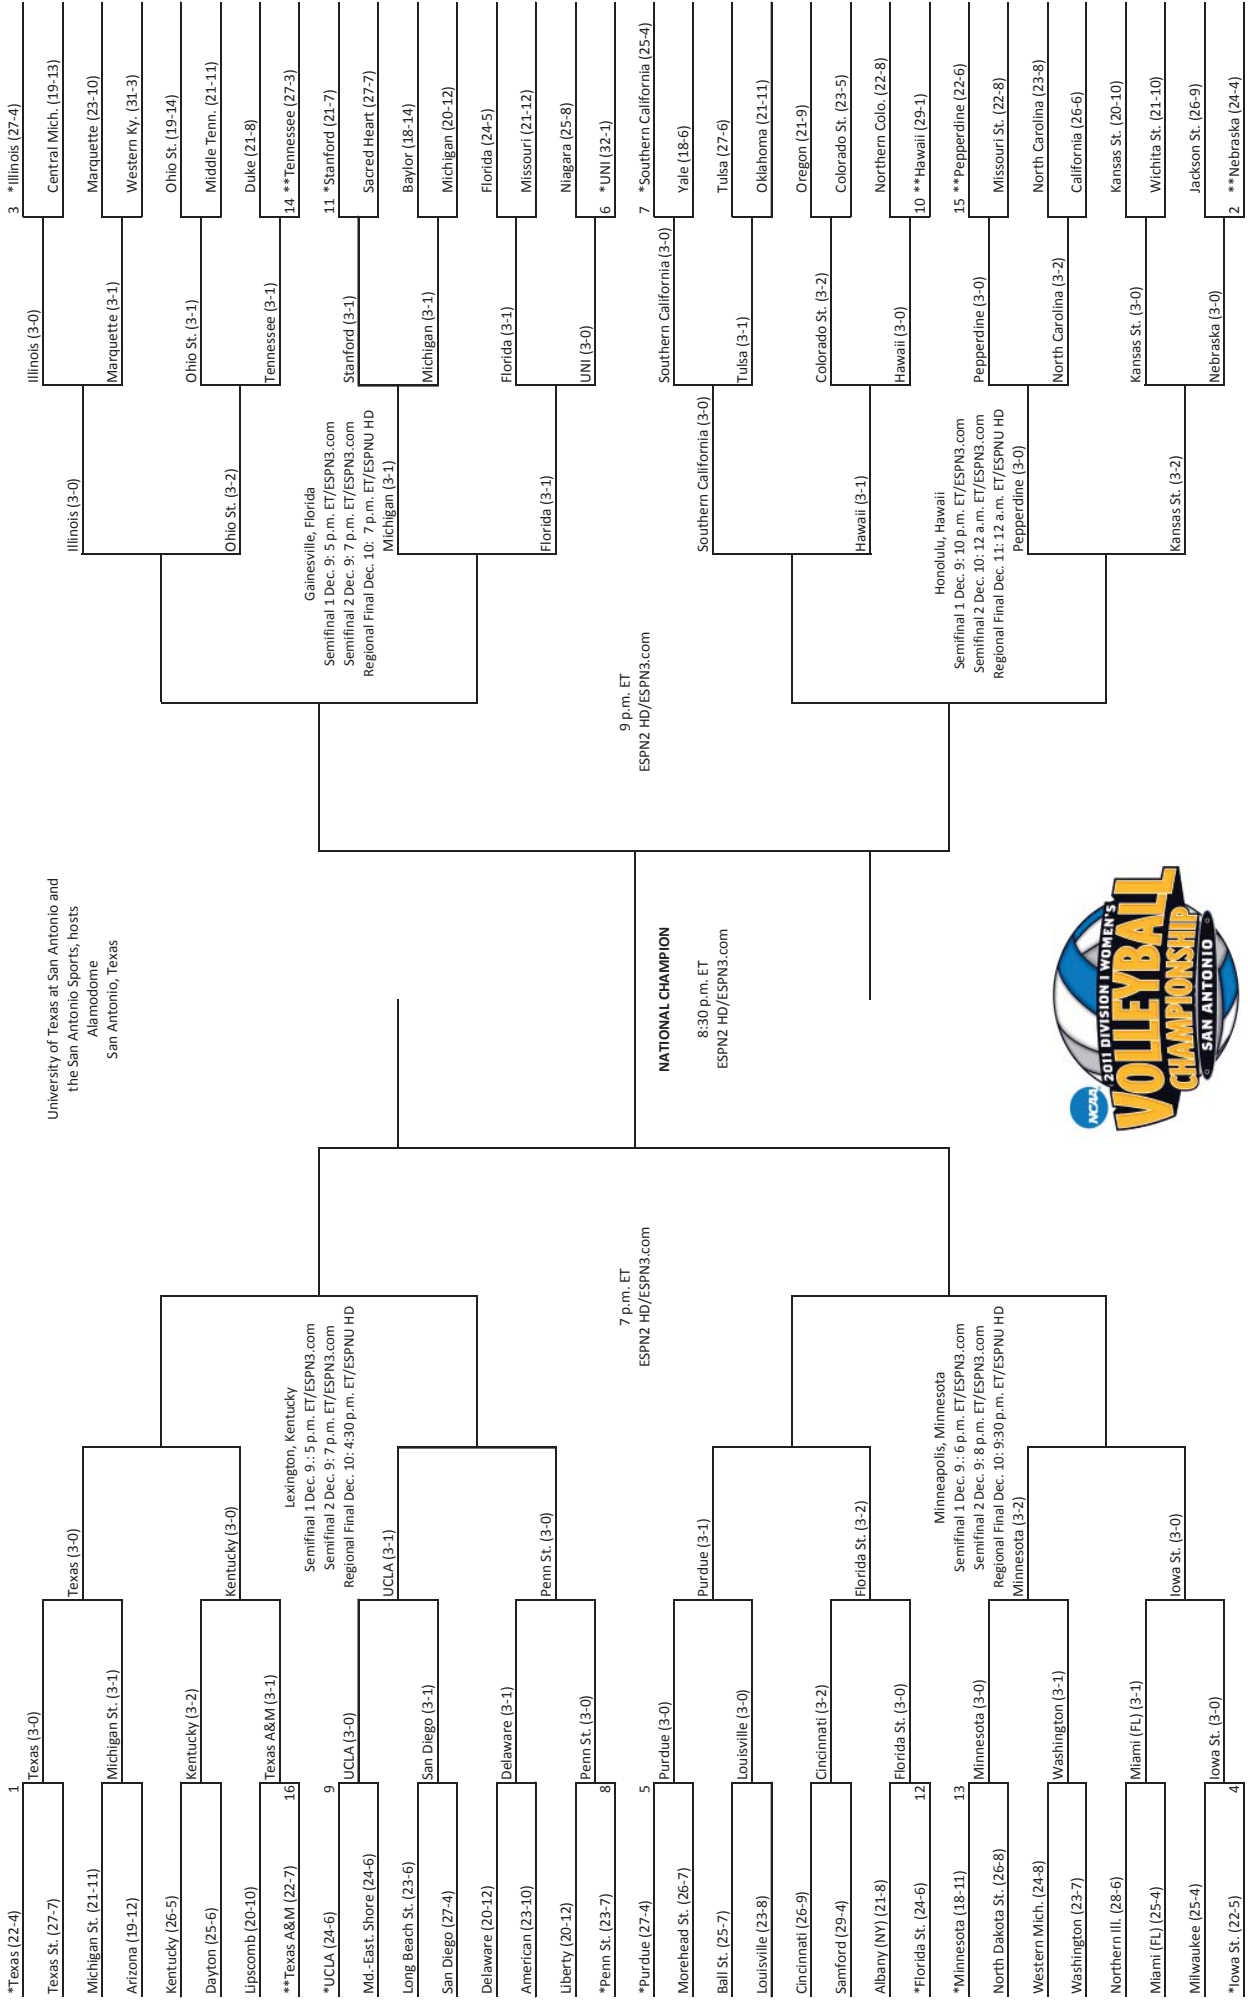 *Texas (22-4)
1
Texas St. (27-7)
Michigan St. (21-11)
Arizona (19-12)
Kentucky (26-5)
Dayton (25-6)
Lipscomb (20-10)
**Texas A&M (22-7)
16
*UCLA (24-6)
9
Md.-East. Shore (24-6)
Long Beach St. (23-6)
San Diego (27-4)
Delaware (20-12)
American (23-10)
Liberty (20-12)
*Penn St. (23-7)
8
*Purdue (27-4)
5
Morehead St. (26-7)
Ball St. (25-7)
Louisville (23-8)
Cincinnati (26-9)
Samford (29-4)
Albany (NY) (21-8)
*Florida St. (24-6)
12
*Minnesota (18-11)
13
North Dakota St. (26-8)
Western Mich. (24-8)
Washington (23-7)
Northern Ill. (28-6)
Miami (FL) (25-4)
Milwauket (25-4)
*Iowa St. (22-5)
4
Texas (3-0)
Michigan St. (3-1)
Kentucky (3-2)
Texas A&M (3-1)
UCLA (3-0)
San Diego (3-1)
Delaware (3-1)
Penn St. (3-0)
Purdue (3-0)
Louisville (3-0)
Cincinnati (3-2)
Florida St. (3-0)
Minnesota (3-0)
Washington (3-1)
Miami (FL) (3-1)
Iowa St. (3-0)
Texas (3-0)
Kentucky (3-0)
Lexington, Kentucky
Semifinal 1 Dec. 9.: 5 p.m. ET/ESPN3.com
Semifinal 2 Dec. 9: 7 p.m. ET/ESPN3.com
Regional Final Dec. 10: 4:30 p.m. ET/ESPNU HD
UCLA (3-1)
Penn St. (3-0)
Purdue (3-1)
Florida St. (3-2)
Minneapolis, Minnesota
Semifinal 1 Dec. 9.: 6 p.m. ET/ESPN3.com
Semifinal 2 Dec. 9: 8 p.m. ET/ESPN3.com
Regional Final Dec. 10: 9:30 p.m. ET/ESPNU HD
Minnesota (3-2)
Iowa St. (3-0)
7 p.m. ET
ESPN2 HD/ESPN3.com
University of Texas at San Antonio and
the San Antonio Sports, hosts
Alamodome
San Antonio, Texas
NATIONAL CHAMPION
8:30 p.m. ET
ESPN2 HD/ESPN3.com
NCAA
2011 DIVISION I WOMEN'S
VOLLEYBALL
CHAMPIONSHIP
SAN ANTONIO
9 p.m. ET
ESPN2 HD/ESPN3.com
Illinois (3-0)
Ohio St. (3-2)
Gainesville, Florida
Semifinal 1 Dec. 9: 5 p.m. ET/ESPN3.com
Semifinal 2 Dec. 9: 7 p.m. ET/ESPN3.com
Regional Final Dec. 10: 7 p.m. ET/ESPNU HD
Michigan (3-1)
Florida (3-1)
Southern California (3-0)
Hawaii (3-1)
Honolulu, Hawaii
Semifinal 1 Dec. 9: 10 p.m. ET/ESPN3.com
Semifinal 2 Dec. 10: 12 a.m. ET/ESPN3.com
Regional Final Dec. 11: 12 a.m. ET/ESPNU HD
Pepperdine (3-0)
Kansas St. (3-2)
Illinois (3-0)
Marquette (3-1)
Ohio St. (3-1)
Tennessee (3-1)
Stanford (3-1)
Michigan (3-1)
Florida (3-1)
UNI (3-0)
Southern California (3-0)
Tulsa (3-1)
Colorado St. (3-2)
Hawaii (3-0)
Pepperdine (3-0)
North Carolina (3-2)
Kansas St. (3-0)
Nebraska (3-0)
3 *Illinois (27-4)
Central Mich. (19-13)
Marquette (23-10)
Western Ky. (31-3)
Ohio St. (19-14)
Middle Tenn. (21-11)
Duke (21-8)
14 **Tennessee (27-3)
11 *Stanford (21-7)
Sacred Heart (27-7)
Baylor (18-14)
Michigan (20-12)
Florida (24-5)
Missouri (21-12)
Niagara (25-8)
6 *UNI (32-1)
7 *Southern California (25-4)
Yale (18-6)
Tulsa (27-6)
Oklahoma (21-11)
Oregon (21-9)
Colorado St. (23-5)
Northern Colo. (22-8)
10 **Hawaii (29-1)
15 **Pepperdine (22-6)
Missouri St. (22-8)
North Carolina (23-8)
California (26-6)
Kansas St. (20-10)
Wichita St. (21-10)
Jackson St. (26-9)
2 **Nebraska (24-4)